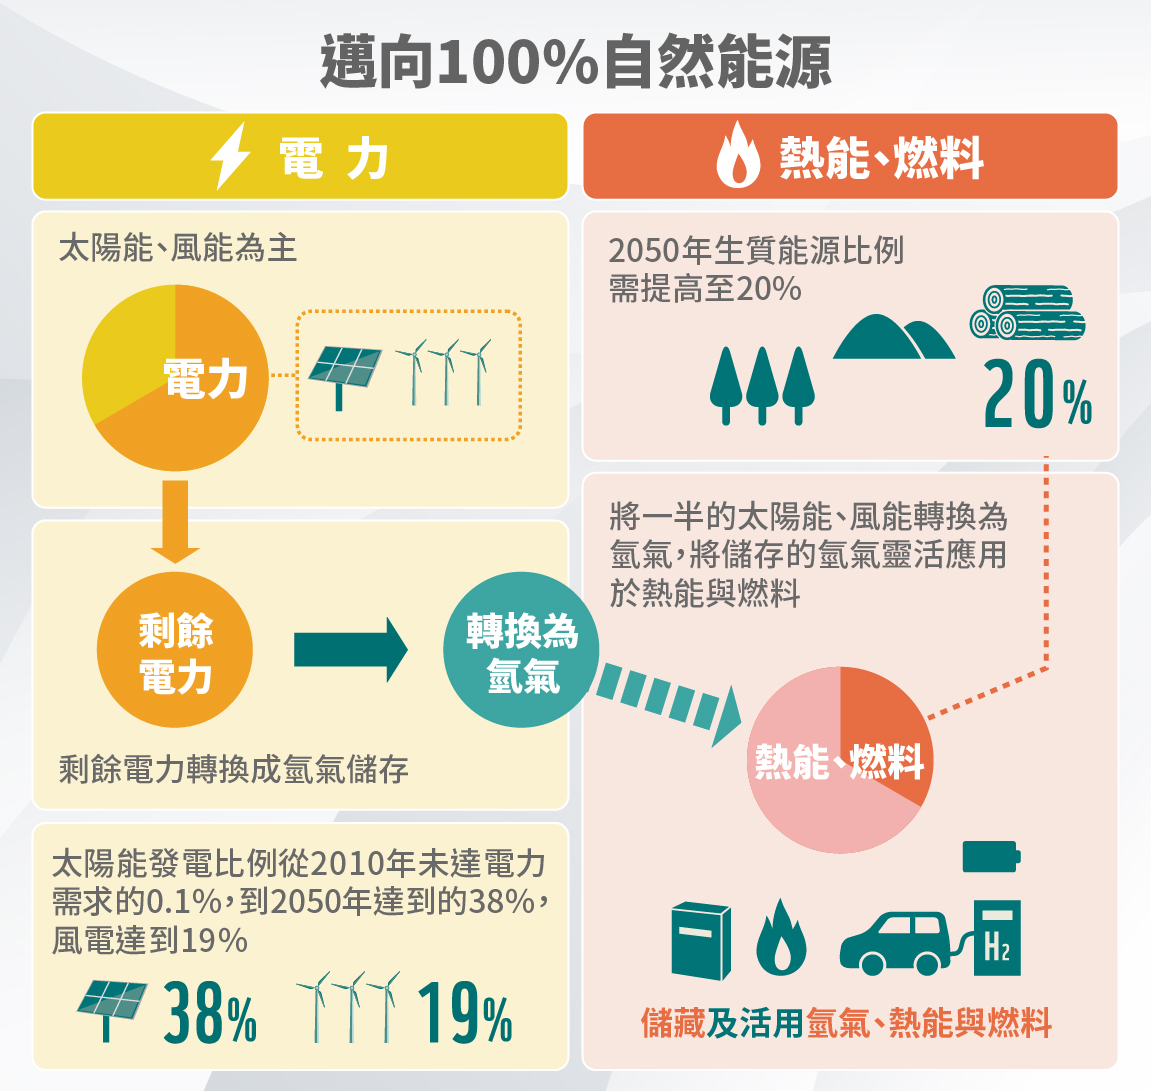 邁向100%自然能源
電力
太陽能、風能為主
電力
剩餘
電力
轉換為
氫氣
剩餘電力轉換成氫氣儲存
太陽能發電比例從2010年未達電力
需求的0.1%,到2050年達到的38%,
風電達到19%
38%
19%
熱能、燃料
2050年生質能源比例
需提高至20%
20%
將一半的太陽能、風能轉換為
氫氣,將儲存的氫氣靈活應用
於熱能與燃料
熱能、燃料
H2
儲藏及活用氫氣、熱能與燃料